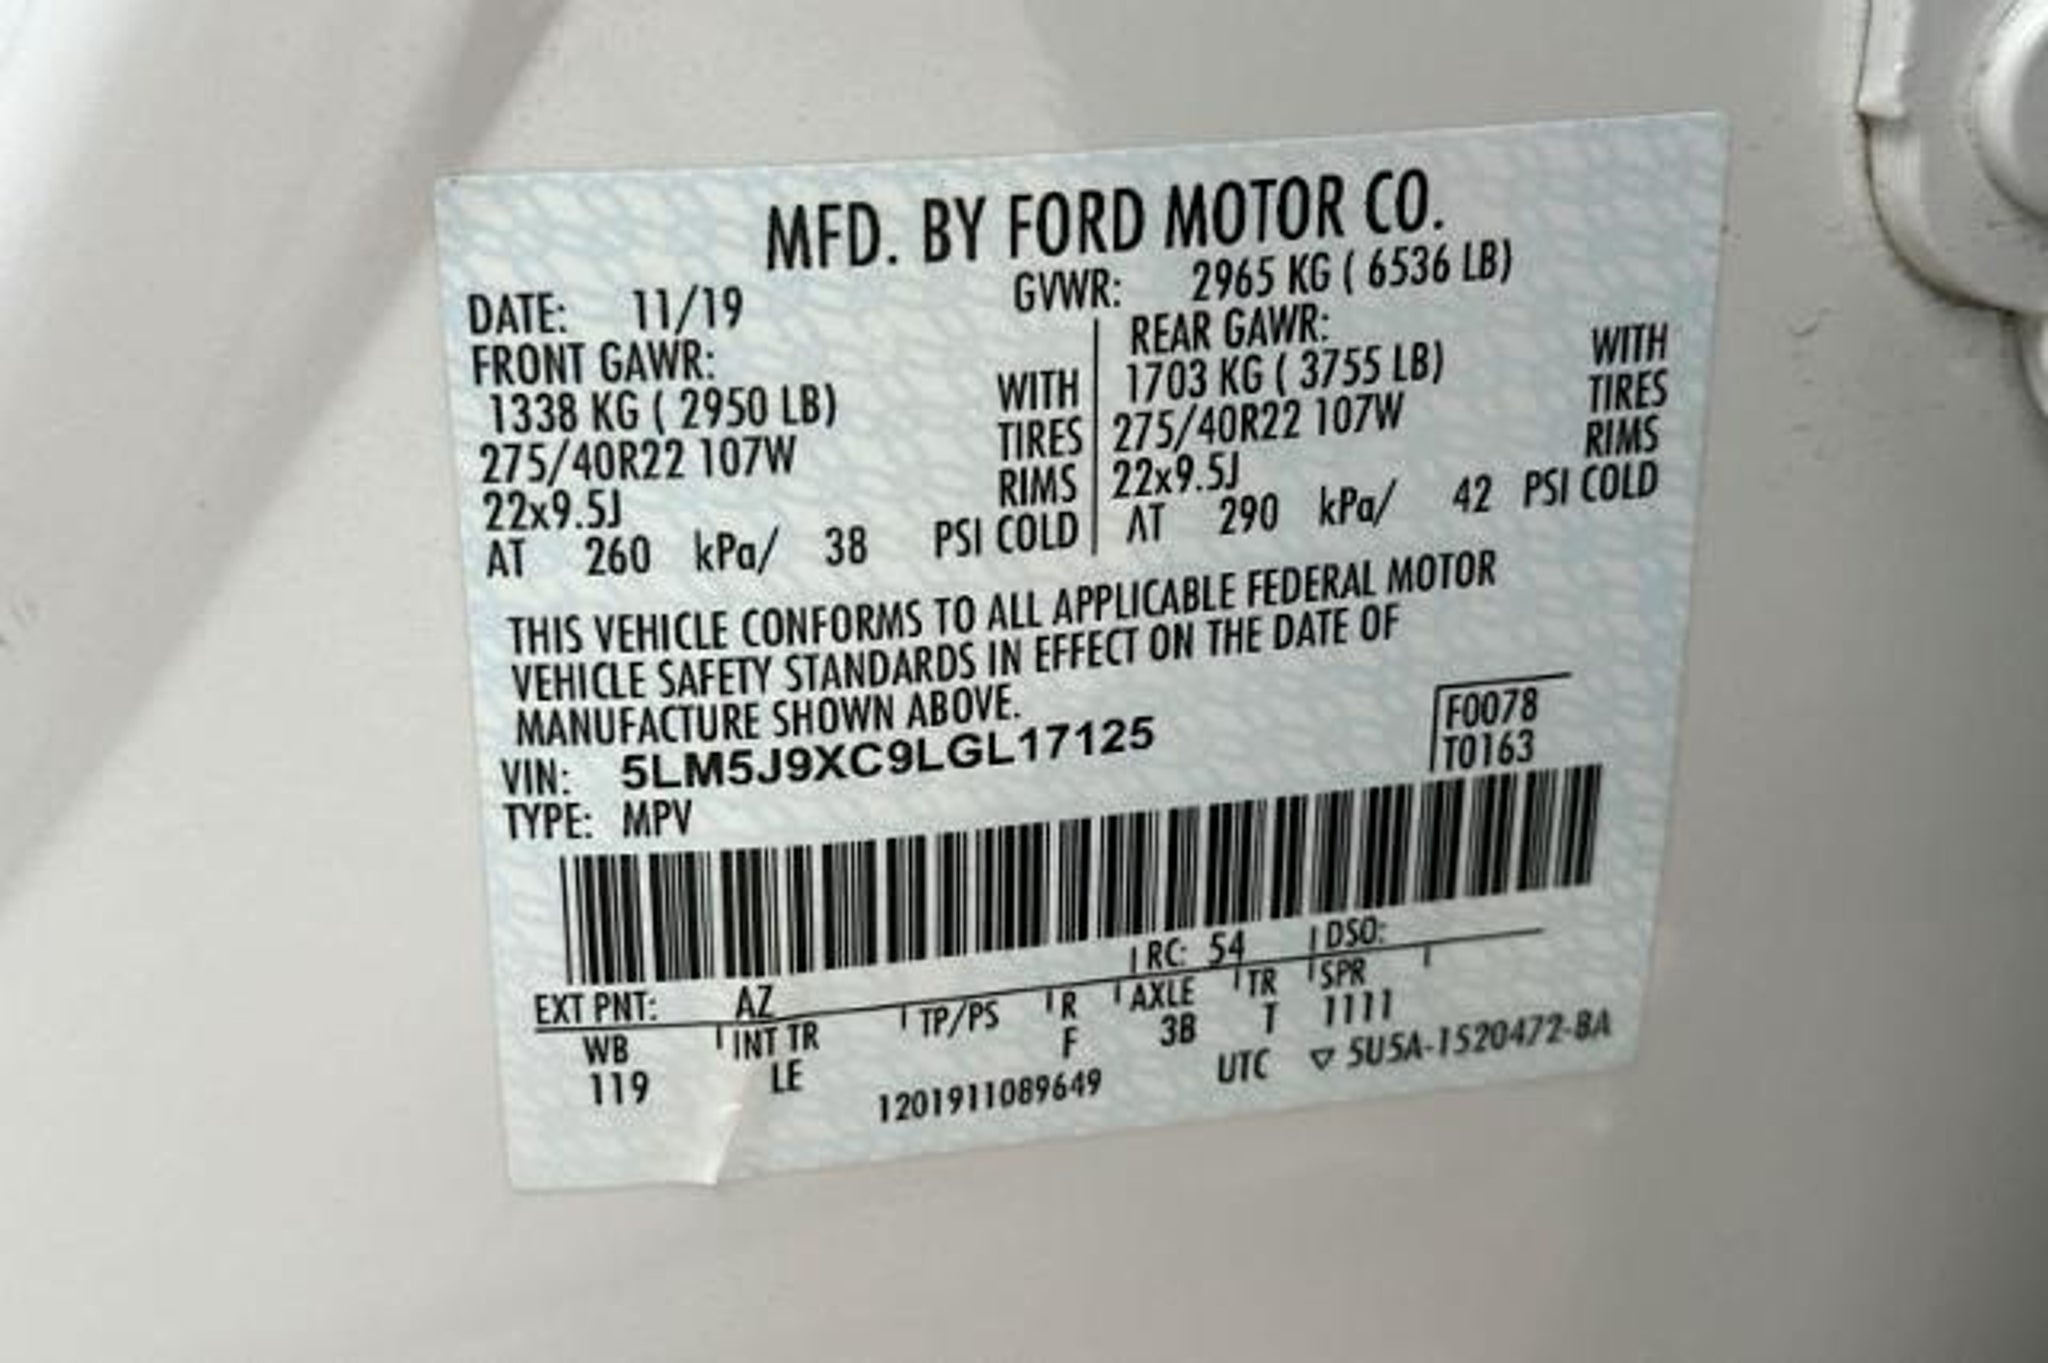 MFD. BY FORD MOTOR CO.
DATE: 11/19 GVWR: 2965 KG ( 6536 LB)
FRONT GAWR: REAR GAWR:
1338 KG ( 2950 LB) WITH 1703 KG ( 3755 LB) WITH
275/40R22 107W TIRES 275/40R22 107W TIRES
22x9.5J RIMS 22x9.5J RIMS
AT 260 kPa/ 38 PSI COLD AT 290 kPa/ 42 PSI COLD
THIS VEHICLE CONFORMS TO ALL APPLICABLE FEDERAL MOTOR
VEHICLE SAFETY STANDARDS IN EFFECT ON THE DATE OF
MANUFACTURE SHOWN ABOVE.
F0078
VIN: 5LM5J9XC9LGL17125 T0163
TYPE: MPV
EXT PNT: AZ RC: 54 DSO:
WB INT TR TP/PS R AXLE TR SPR
119 LE F 3B T 1111
1201911089649 UTC ▽ 5U5A-1520472-BA